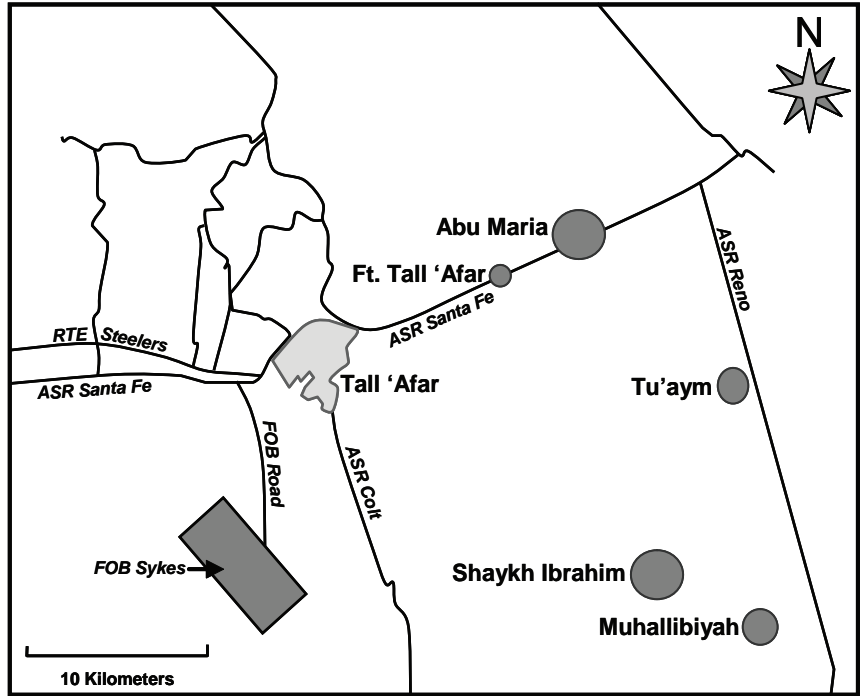 N
Abu Maria
Ft. Tall ‘Afar
ASR Santa Fe
ASR Reno
RTE Steelers
ASR Santa Fe
Tall ‘Afar
Tu’aym
FOB Road
ASR Colt
FOB Sykes
Shaykh Ibrahim
Muhallibiyah
10 Kilometers